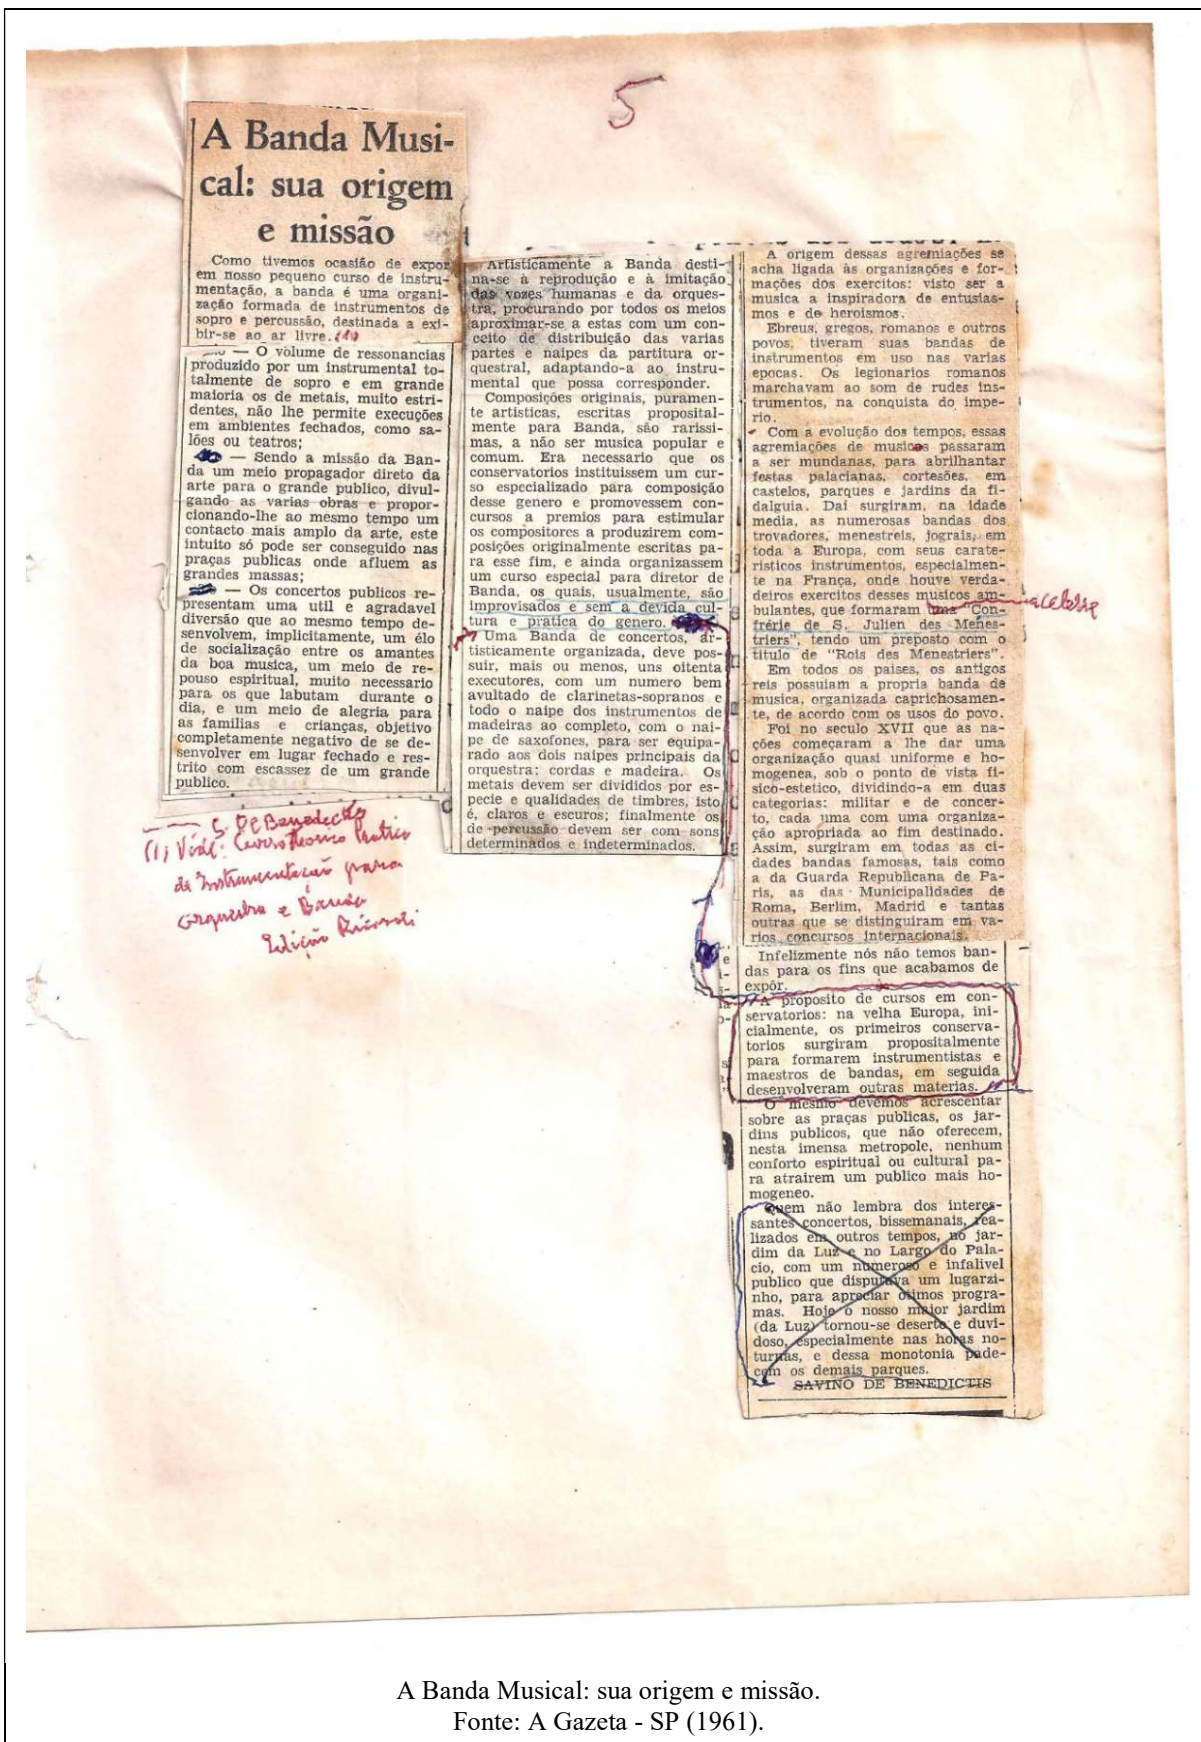 5
A Banda Musi-
cal: sua origem
e missão
Como tivemos ocasião de expor
em nosso pequeno curso de instru-
mentação, a banda é uma organi-
zação formada de instrumentos de
sopro e percussão, destinada a exi-
bir-se ao ar livre. (1)
— O volume de ressonancias
produzido por um instrumental to-
talmente de sopro e em grande
maioria os de metais, muito estri-
dentes, não lhe permite execuções
em ambientes fechados, como sa-
lões ou teatros;
— Sendo a missão da Ban-
da um meio propagador direto da
arte para o grande publico, divul-
gando as varias obras e propor-
cionando-lhe ao mesmo tempo um
contacto mais amplo da arte, este
intuito só pode ser conseguido nas
praças publicas onde afluem as
grandes massas;
— Os concertos publicos re-
presentam uma util e agradavel
diversão que ao mesmo tempo de-
senvolvem, implicitamente, um élo
de socialização entre os amantes
da boa musica, um meio de re-
pouso espiritual, muito necessario
para os que labutam durante o
dia, e um meio de alegria para
as familias e crianças, objetivo
completamente negativo de se de-
senvolver em lugar fechado e res-
trito com escassez de um grande
publico.
S. De Benedictis
(1) Vide: Curso Teorico Pratico
de Instrumentação para
orquestra e Banda
Edição Ricordi
Artisticamente a Banda desti-
na-se à reprodução e à imitação
das vozes humanas e da orques-
tra, procurando por todos os meios
aproximar-se a estas com um con-
ceito de distribuição das varias
partes e naipes da partitura or-
questral, adaptando-a ao instru-
mental que possa corresponder.
Composições originais, puramen-
te artisticas, escritas proposital-
mente para Banda, são rarissi-
mas, a não ser musica popular e
comum. Era necessario que os
conservatorios instituissem um cur-
so especializado para composição
desse genero e promovessem con-
cursos a premios para estimular
os compositores a produzirem com-
posições originalmente escritas pa-
ra esse fim, e ainda organizassem
um curso especial para diretor de
Banda, os quais, usualmente, são
improvisados e sem a devida cul-
tura e pratica do genero.
Uma Banda de concertos, ar-
tisticamente organizada, deve pos-
suir, mais ou menos, uns oitenta
executores, com um numero bem
avultado de clarinetas-sopranos e
todo o naipe dos instrumentos de
madeiras ao completo, com o nai-
pe de saxofones, para ser equipa-
rado aos dois naipes principais da
orquestra: cordas e madeira. Os
metais devem ser divididos por es-
pecie e qualidades de timbres, isto
é, claros e escuros; finalmente os
de percussão devem ser com sons
determinados e indeterminados.
A origem dessas agremiações se
acha ligada às organizações e for-
mações dos exercitos: visto ser a
musica a inspiradora de entusias-
mos e de heroismos.
Ebreus, gregos, romanos e outros
povos, tiveram suas bandas de
instrumentos em uso nas varias
epocas. Os legionarios romanos
marchavam ao som de rudes ins-
trumentos, na conquista do impe-
rio.
Com a evolução dos tempos, essas
agremiações de musicos passaram
a ser mundanas, para abrilhantar
festas palacianas, cortesões, em
castelos, parques e jardins da fi-
dalguia. Daí surgiram, na idade
media, as numerosas bandas dos
trovadores, menestreis, jograis, em
toda a Europa, com seus carate-
risticos instrumentos, especialmen-
te na França, onde houve verda-
deiros exercitos desses musicos am-
bulantes, que formaram uma "Con-
frérie de S. Julien des Menes-
triers", tendo um preposto com o
titulo de "Rois des Menestriers".
Em todos os paises, os antigos
reis possuiam a propria banda de
musica, organizada caprichosamen-
te, de acordo com os usos do povo.
Foi no seculo XVII que as na-
ções começaram a lhe dar uma
organização quasi uniforme e ho-
mogenea, sob o ponto de vista fi-
sico-estetico, dividindo-a em duas
categorias: militar e de concer-
to, cada uma com uma organiza-
ção apropriada ao fim destinado.
Assim, surgiram em todas as ci-
dades bandas famosas, tais como
a da Guarda Republicana de Pa-
ris, as das Municipalidades de
Roma, Berlim, Madrid e tantas
outras que se distinguiram em va-
rios concursos internacionais.
Infelizmente nós não temos ban-
das para os fins que acabamos de
expôr.
A proposito de cursos em con-
servatorios: na velha Europa, ini-
cialmente, os primeiros conserva-
torios surgiram propositalmente
para formarem instrumentistas e
maestros de bandas, em seguida
desenvolveram outras materias.
O mesmo devemos acrescentar
sobre as praças publicas, os jar-
dins publicos, que não oferecem,
nesta imensa metropole, nenhum
conforto espiritual ou cultural pa-
ra atrairem um publico mais ho-
mogeneo.
Quem não lembra dos interes-
santes concertos, bissemanais, rea-
lizados em outros tempos, no jar-
dim da Luz e no Largo do Pala-
cio, com um numeroso e infalivel
publico que disputava um lugarzi-
nho, para apreciar otimos progra-
mas. Hoje o nosso maior jardim
(da Luz) tornou-se deserto e duvi-
doso, especialmente nas horas no-
turnas, e dessa monotonia pade-
cem os demais parques.
SAVINO DE BENEDICTIS
A Banda Musical: sua origem e missão.
Fonte: A Gazeta - SP (1961).